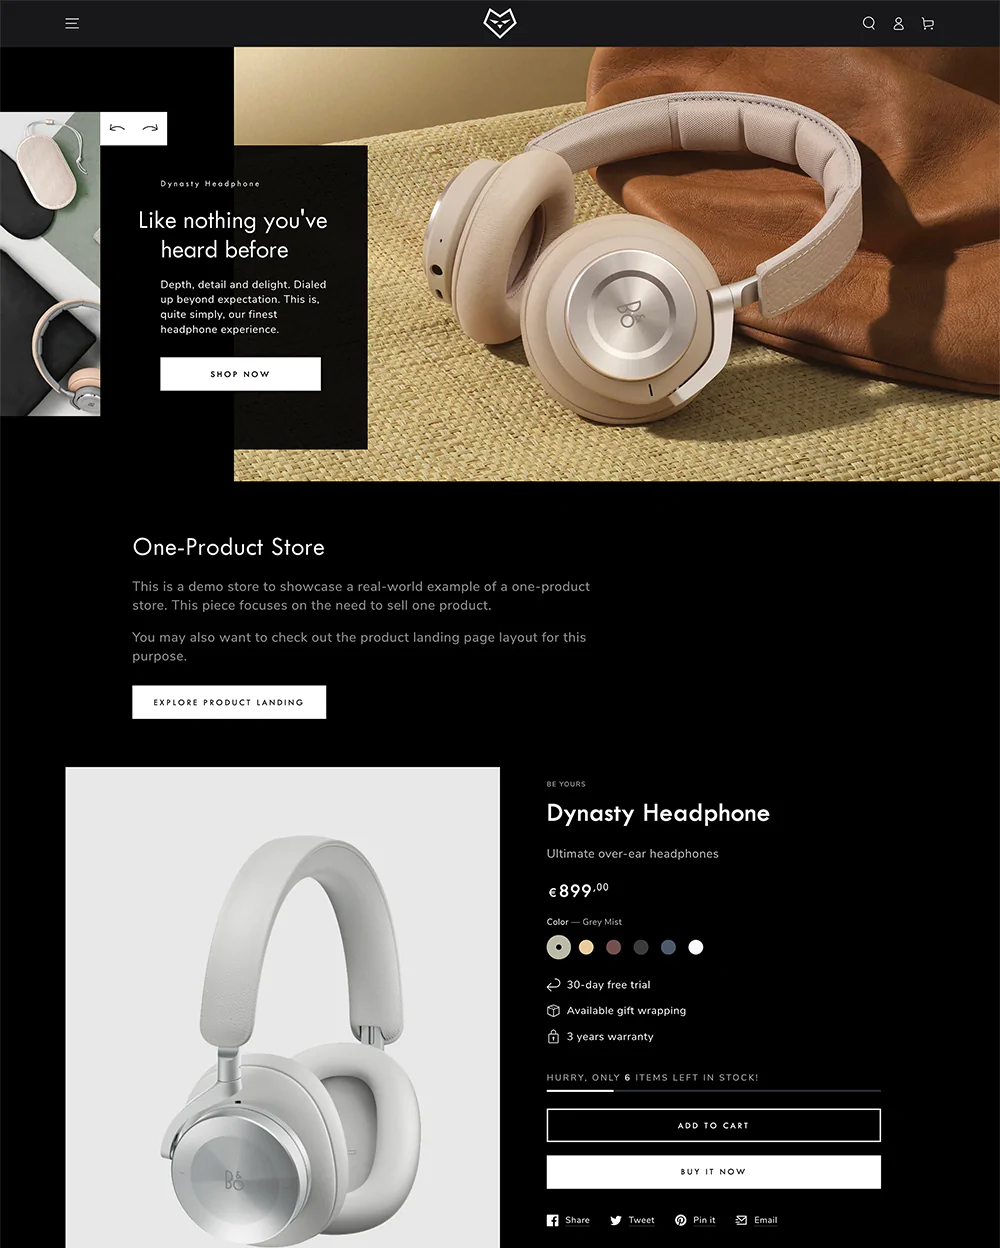 Dynasty Headphone
Like nothing you've
heard before
Depth, detail and delight. Dialed
up beyond expectation. This is,
quite simply, our finest
headphone experience.
SHOP NOW
B&O
One-Product Store
This is a demo store to showcase a real-world example of a one-product
store. This piece focuses on the need to sell one product.
You may also want to check out the product landing page layout for this
purpose.
EXPLORE PRODUCT LANDING
BE YOURS
Dynasty Headphone
Ultimate over-ear headphones
€899,00
Color — Grey Mist
30-day free trial
Available gift wrapping
3 years warranty
HURRY, ONLY 6 ITEMS LEFT IN STOCK!
ADD TO CART
BUY IT NOW
Share Tweet Pin it Email
B&O